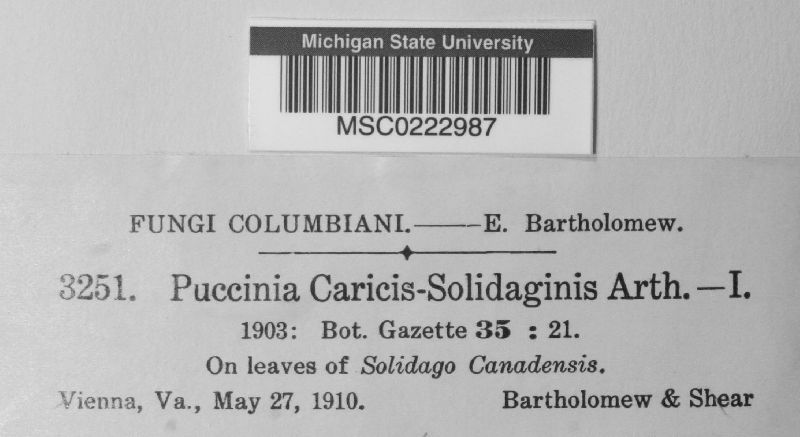 Michigan State University
MSC0222987
FUNGI COLUMBIANI.——E. Bartholomew.
3251. Puccinia Caricis-Solidaginis Arth.—I.
1903: Bot. Gazette 35 : 21.
On leaves of Solidago Canadensis.
Vienna, Va., May 27, 1910. Bartholomew & Shear